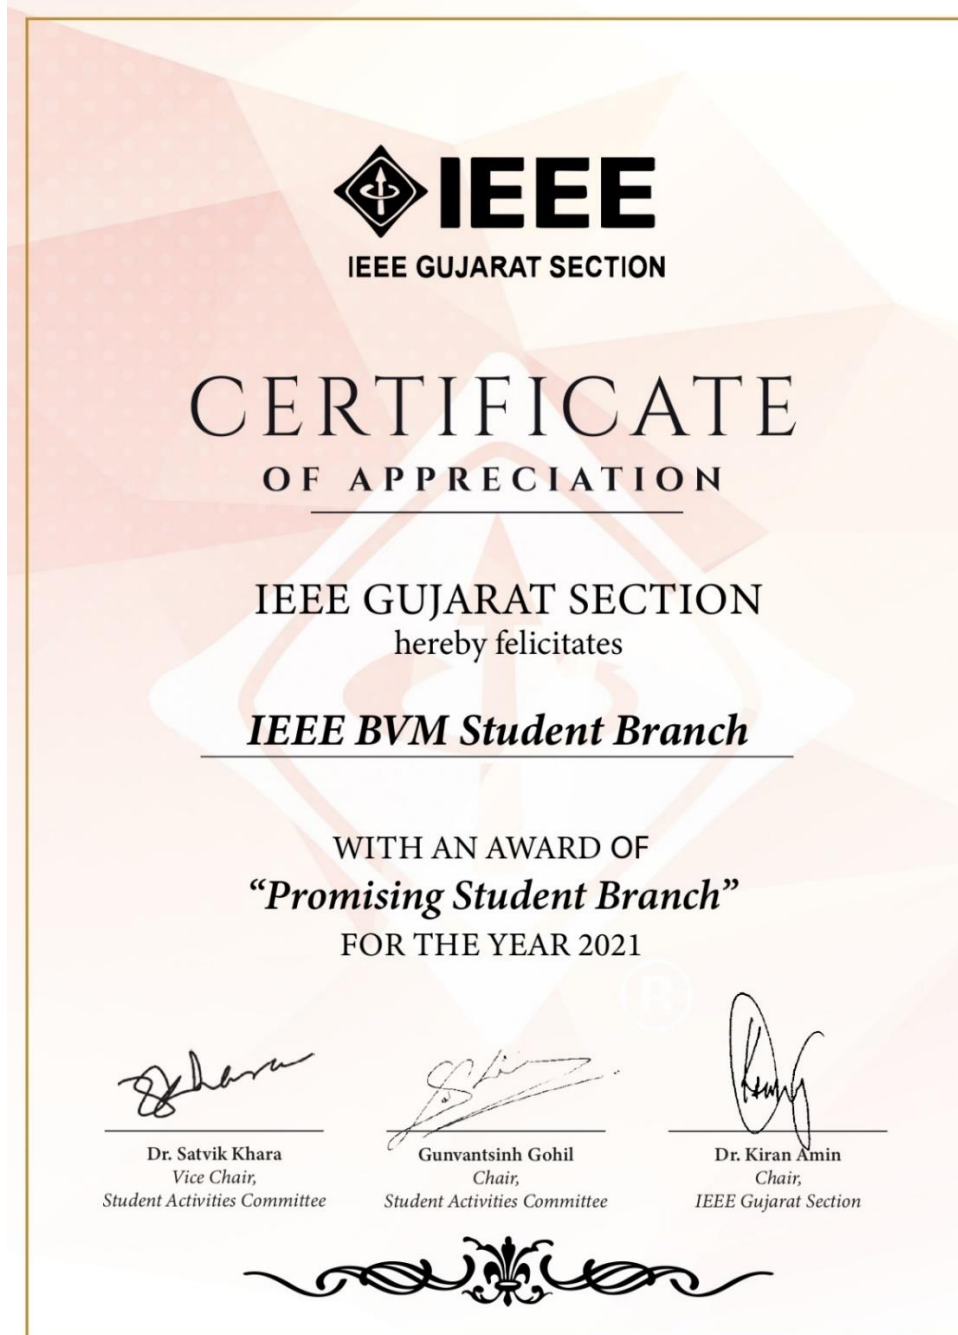 IEEE
IEEE GUJARAT SECTION
CERTIFICATE
OF APPRECIATION
IEEE GUJARAT SECTION
hereby felicitates
IEEE BVM Student Branch
WITH AN AWARD OF
“Promising Student Branch”
FOR THE YEAR 2021
®
Dr. Satvik Khara
Vice Chair,
Student Activities Committee
Gunvantsinh Gohil
Chair,
Student Activities Committee
Dr. Kiran Amin
Chair,
IEEE Gujarat Section